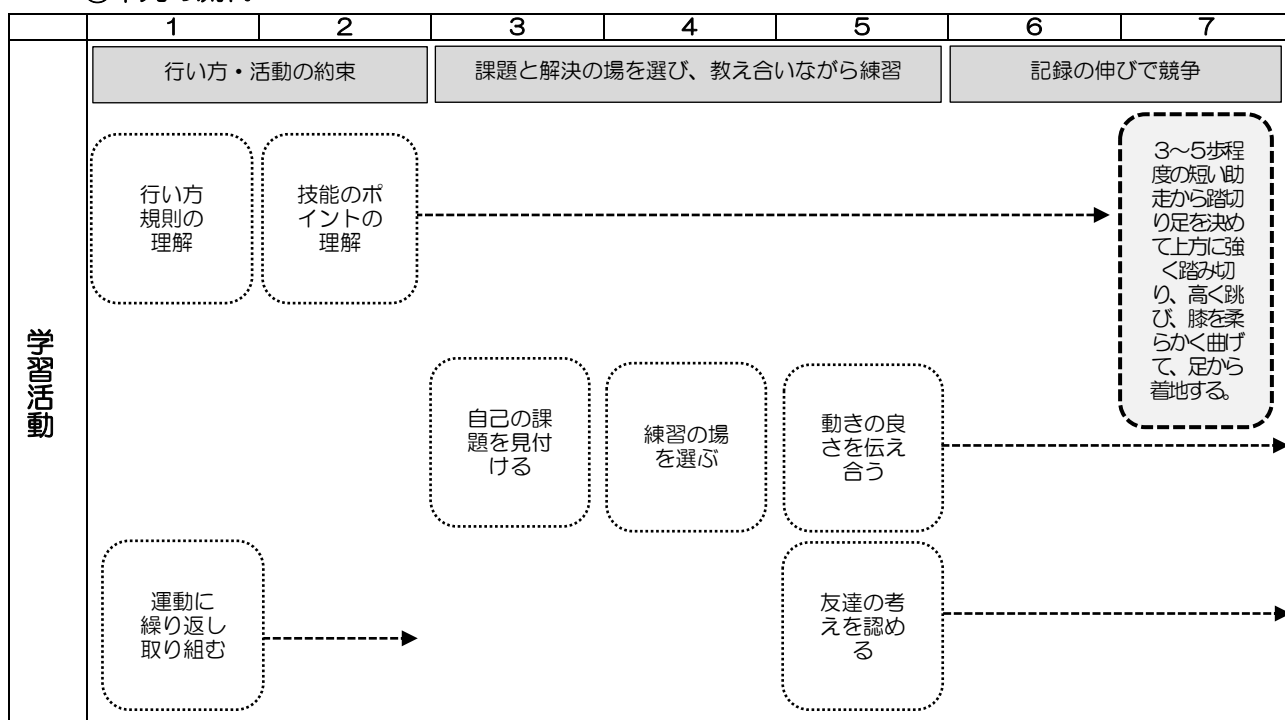 1 2 3 4 5 6 7
行い方・活動の約束 課題と解決の場を選び、教え合いながら練習 記録の伸びで競争
学習活動
行い方
規則の
理解
技能のポ
イントの
理解
3~5歩程
度の短い助
走から踏切
り足を決め
て上方に強
く踏み切
り、高く跳
び、膝を柔
らかく曲げ
て、足から
着地する。
自己の課
題を見付
ける
練習の場
を選ぶ
動きの良
さを伝え
合う
運動に
繰り返し
取り組む
友達の考
えを認め
る